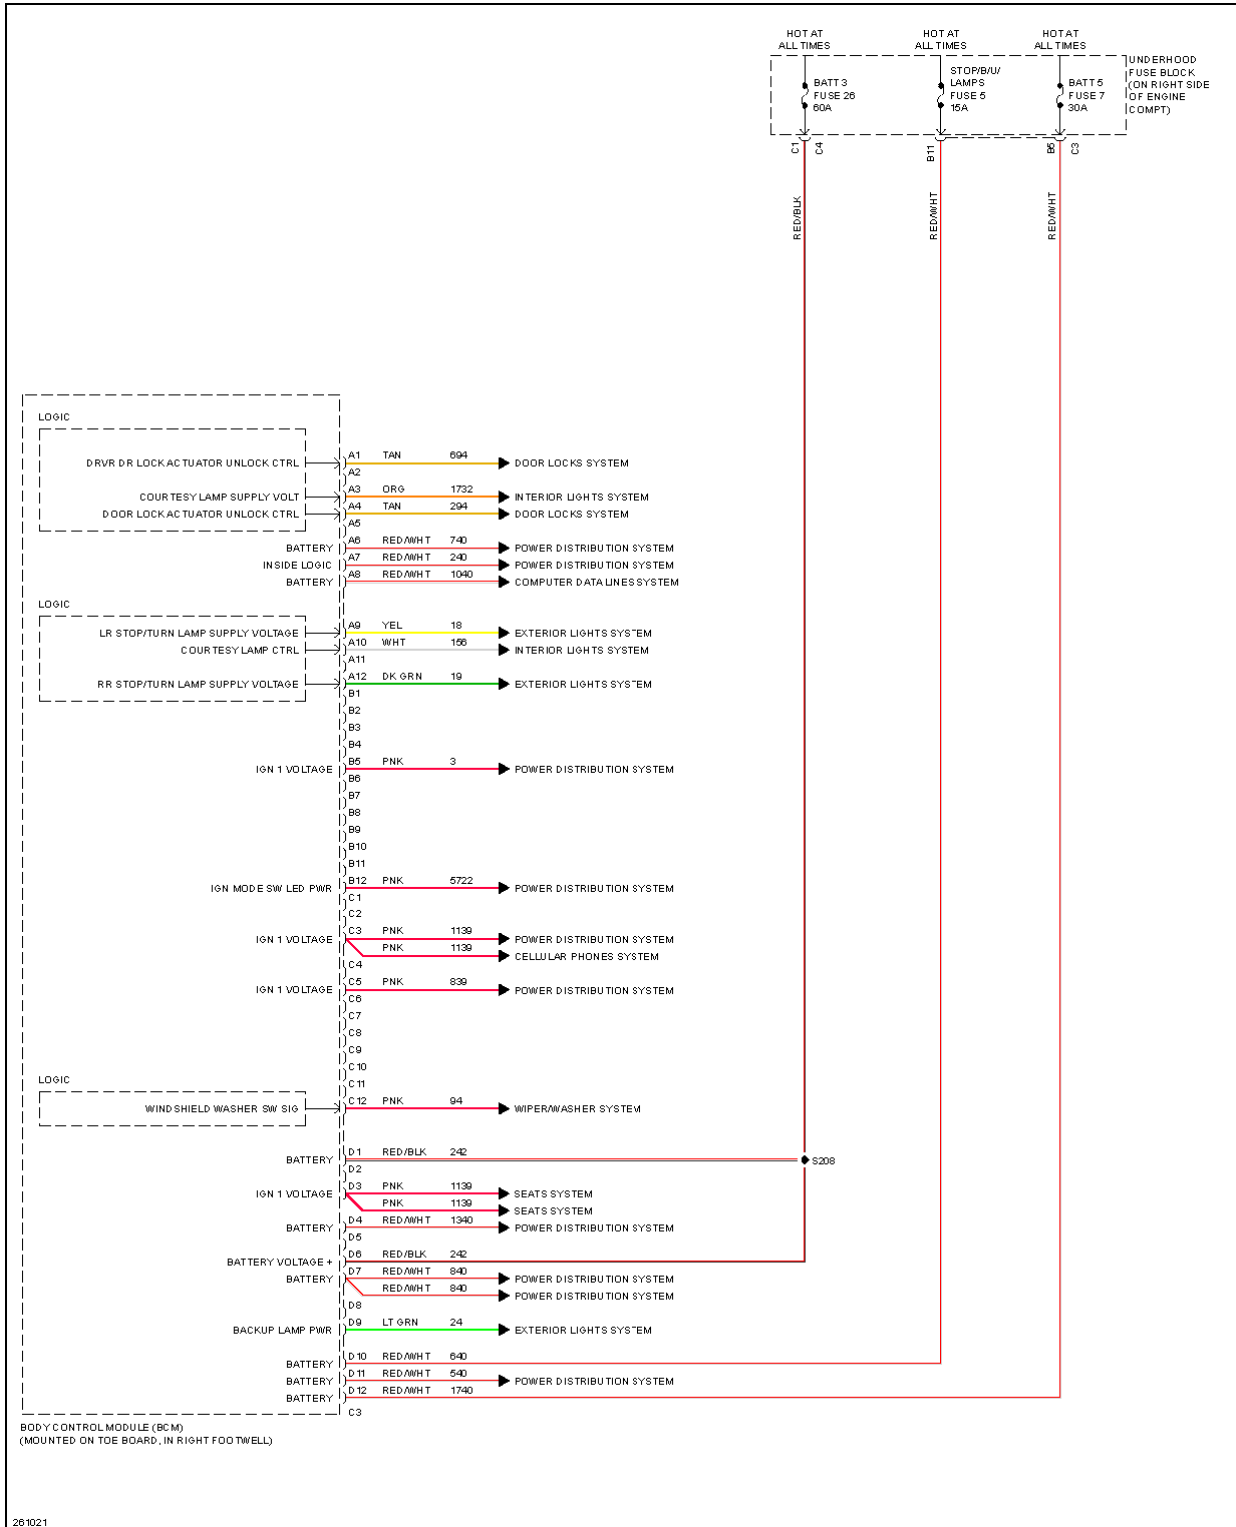 HOT AT
ALL TIMES
HOT AT
ALL TIMES
HOT AT
ALL TIMES
BATT 3
FUSE 26
60A
STOP/B/U/
LAMPS
FUSE 5
15A
BATT 5
FUSE 7
30A
UNDERHOOD
FUSE BLOCK
(ON RIGHT SIDE
OF ENGINE
COMPT)
C1
C4
B11
B6
C3
RED/BLK
RED/WHT
RED/WHT
LOGIC
DRVR DR LOCK ACTUATOR UNLOCK CTRL A1 TAN 694 DOOR LOCKS SYSTEM
A2
COURTESY LAMP SUPPLY VOLT A3 ORG 1732 INTERIOR LIGHTS SYSTEM
DOOR LOCK ACTUATOR UNLOCK CTRL A4 TAN 294 DOOR LOCKS SYSTEM
A5
BATTERY A6 RED/WHT 740 POWER DISTRIBUTION SYSTEM
INSIDE LOGIC A7 RED/WHT 240 POWER DISTRIBUTION SYSTEM
BATTERY A8 RED/WHT 1040 COMPUTER DATA LINES SYSTEM
LOGIC
LR STOP/TURN LAMP SUPPLY VOLTAGE A9 YEL 18 EXTERIOR LIGHTS SYSTEM
COURTESY LAMP CTRL A10 WHT 156 INTERIOR LIGHTS SYSTEM
A11
RR STOP/TURN LAMP SUPPLY VOLTAGE A12 DK GRN 19 EXTERIOR LIGHTS SYSTEM
B1
B2
B3
B4
IGN 1 VOLTAGE B5 PNK 3 POWER DISTRIBUTION SYSTEM
B6
B7
B8
B9
B10
B11
IGN MODE SW LED PWR B12 PNK 5722 POWER DISTRIBUTION SYSTEM
C1
C2
IGN 1 VOLTAGE C3 PNK 1139 POWER DISTRIBUTION SYSTEM
PNK 1139 CELLULAR PHONES SYSTEM
C4
IGN 1 VOLTAGE C5 PNK 839 POWER DISTRIBUTION SYSTEM
C6
C7
C8
C9
C10
C11
LOGIC
WINDSHIELD WASHER SW SIG C12 PNK 94 WIPER/WASHER SYSTEM
BATTERY D1 RED/BLK 242 S208
D2
IGN 1 VOLTAGE D3 PNK 1139 SEATS SYSTEM
PNK 1139 SEATS SYSTEM
BATTERY D4 RED/WHT 1340 POWER DISTRIBUTION SYSTEM
D5
BATTERY VOLTAGE + D6 RED/BLK 242
BATTERY D7 RED/WHT 840 POWER DISTRIBUTION SYSTEM
RED/WHT 840 POWER DISTRIBUTION SYSTEM
D8
BACKUP LAMP PWR D9 LT GRN 24 EXTERIOR LIGHTS SYSTEM
BATTERY D10 RED/WHT 640
BATTERY D11 RED/WHT 540 POWER DISTRIBUTION SYSTEM
BATTERY D12 RED/WHT 1740
C3
BODY CONTROL MODULE (BCM)
(MOUNTED ON TOE BOARD, IN RIGHT FOOTWELL)
261021